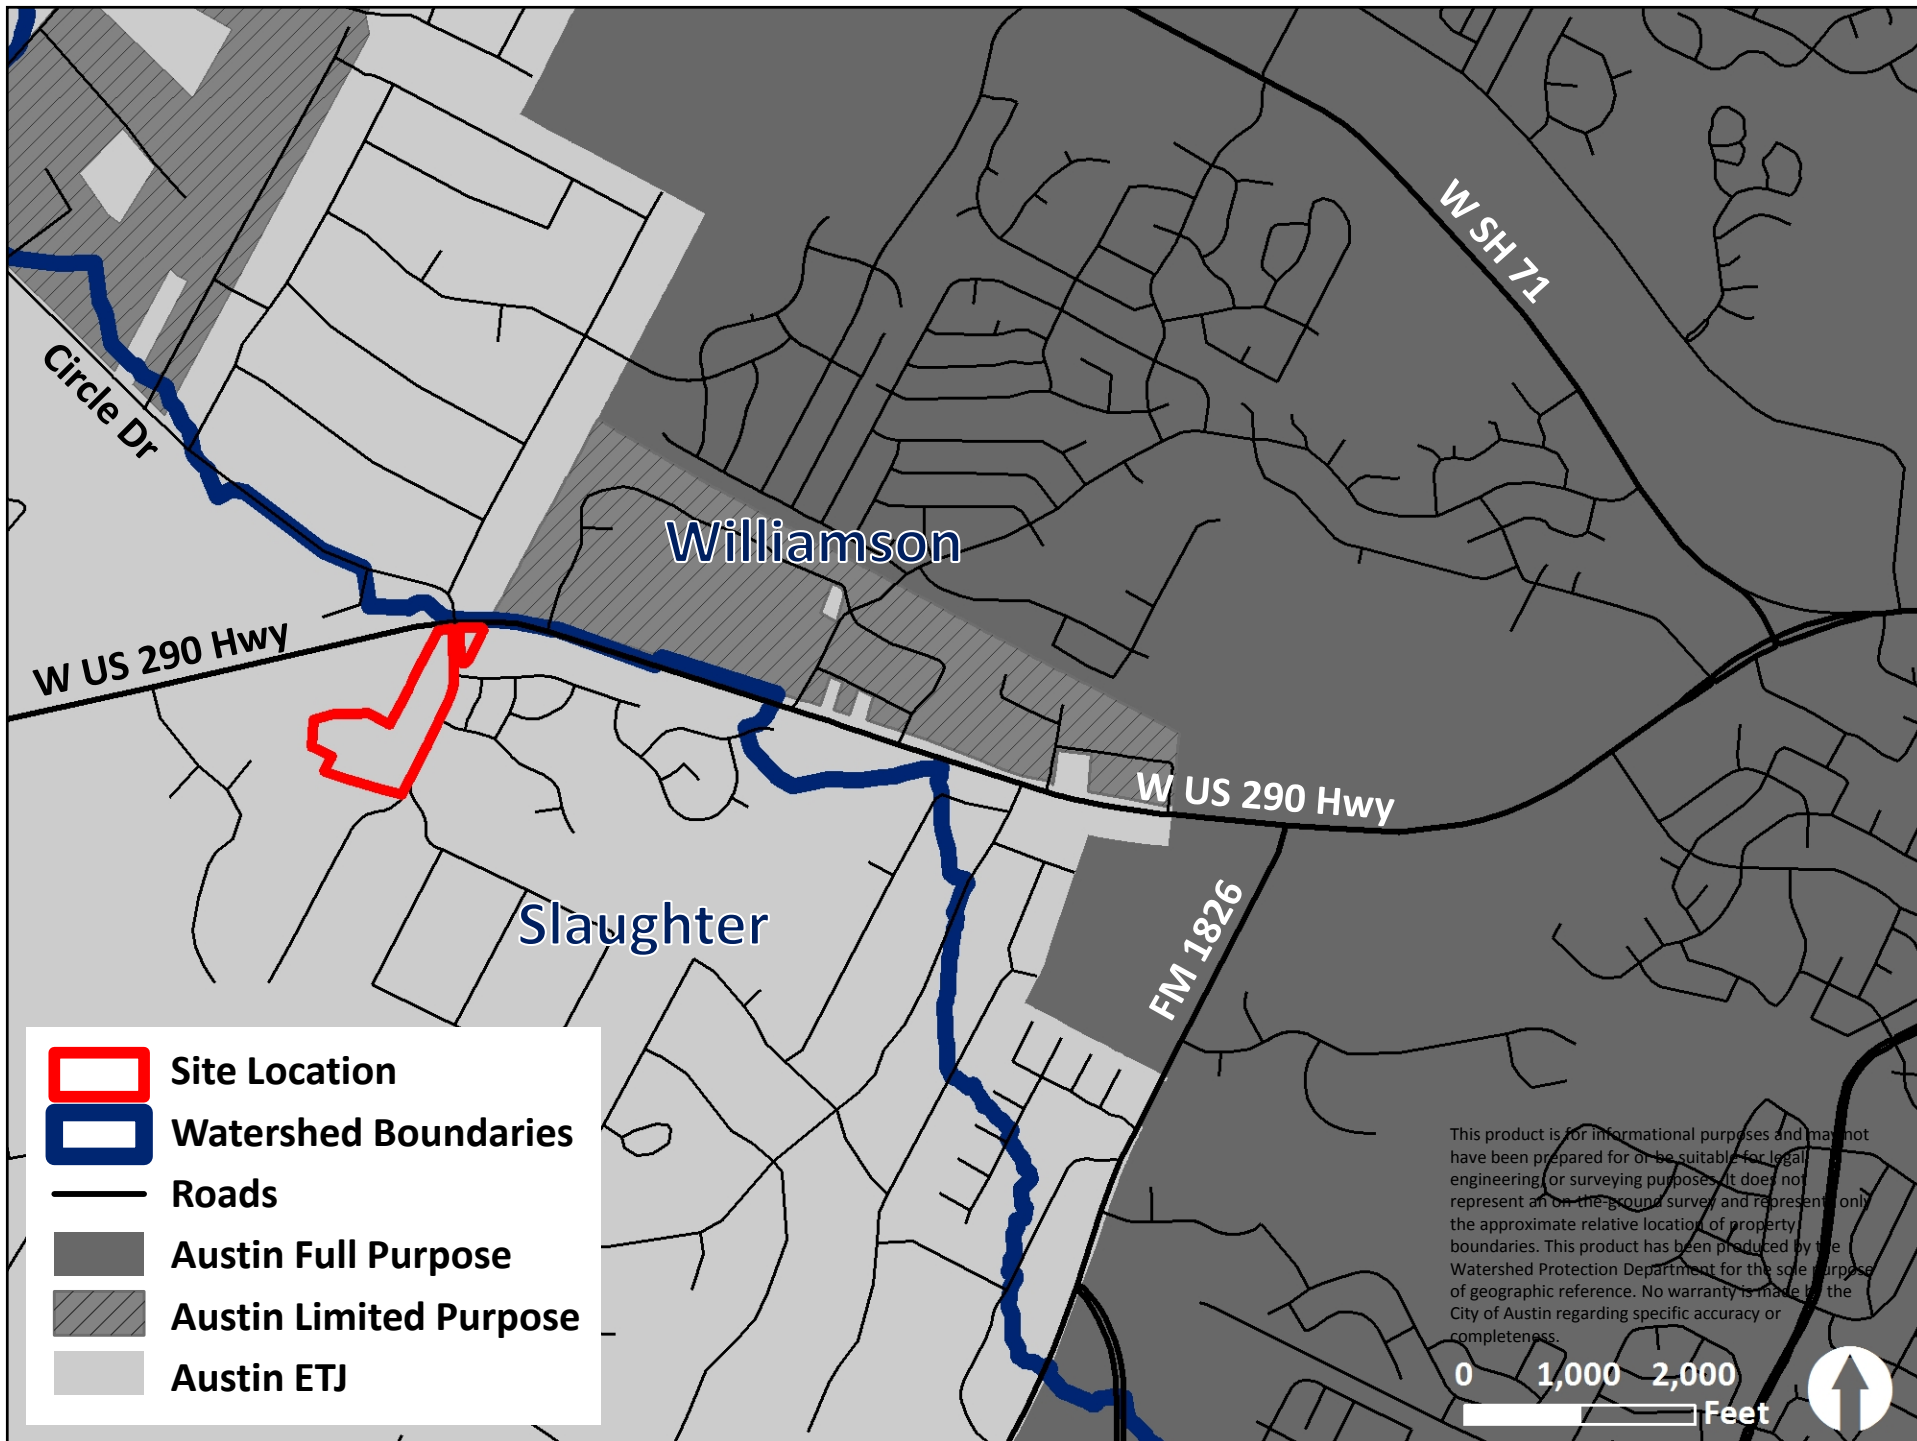 W SH 71
Circle Dr
Williamson
W US 290 Hwy
W US 290 Hwy
Slaughter
FM 1826
Site Location
Watershed Boundaries
Roads
Austin Full Purpose
Austin Limited Purpose
Austin ETJ
This product is for informational purposes and may not
have been prepared for or be suitable for legal,
engineering, or surveying purposes. It does not
represent an on-the-ground survey and represents only
the approximate relative location of property
boundaries. This product has been produced by the
Watershed Protection Department for the sole purpose
of geographic reference. No warranty is made by the
City of Austin regarding specific accuracy or
completeness.
0 1,000 2,000
Feet